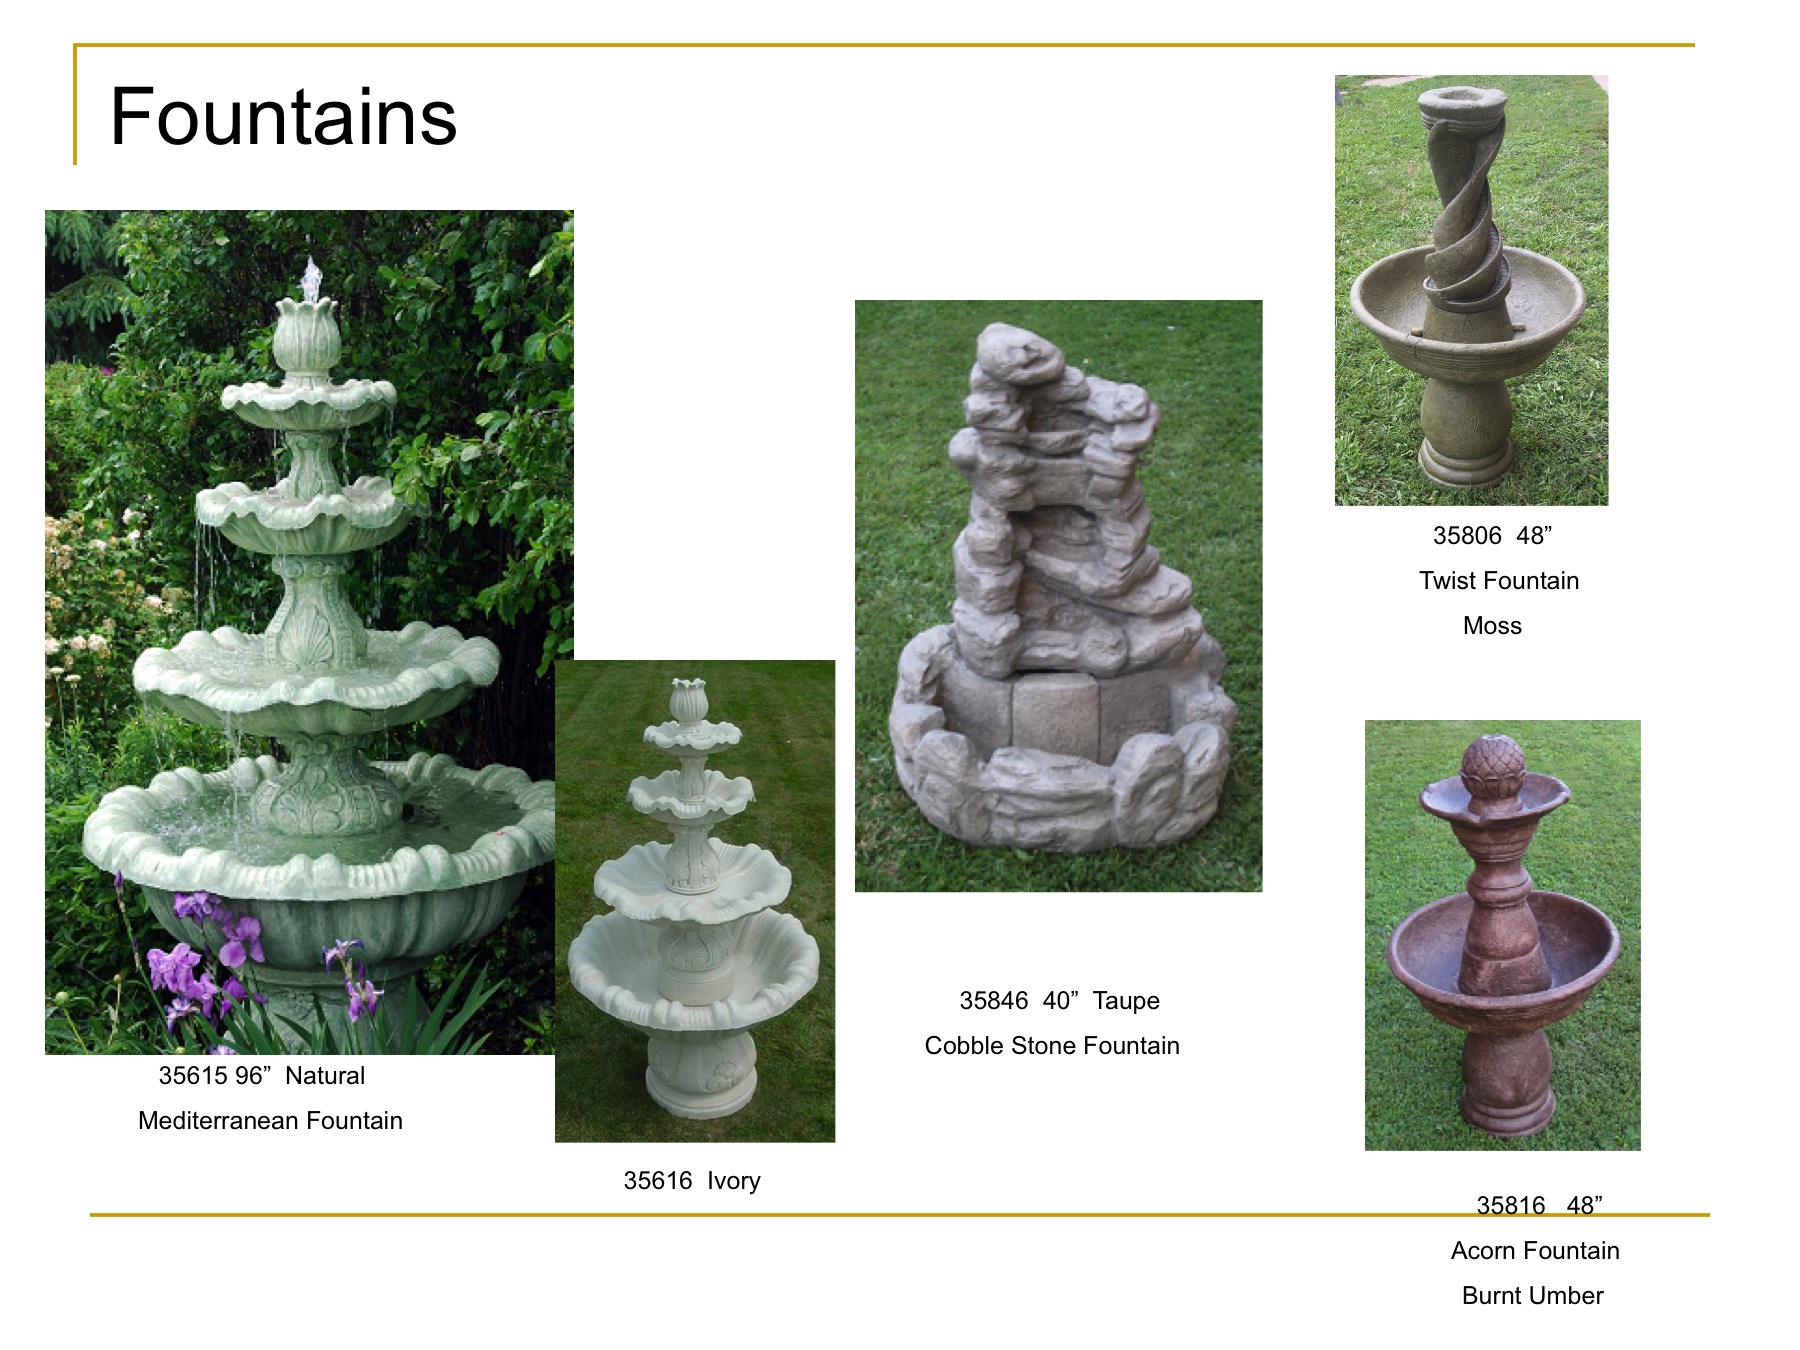 Fountains
35615 96”  Natural
Mediterranean Fountain
35616  Ivory
35846  40”  Taupe
Cobble Stone Fountain
35806  48”
Twist Fountain
Moss
35816   48”
Acorn Fountain
Burnt Umber